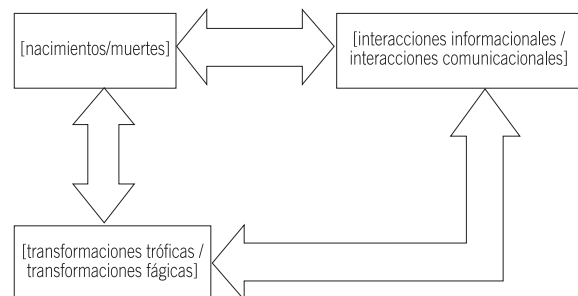 [nacimientos/muertes]
[interacciones informacionales /
interacciones comunicacionales]
[transformaciones tróficas /
transformaciones fágicas]